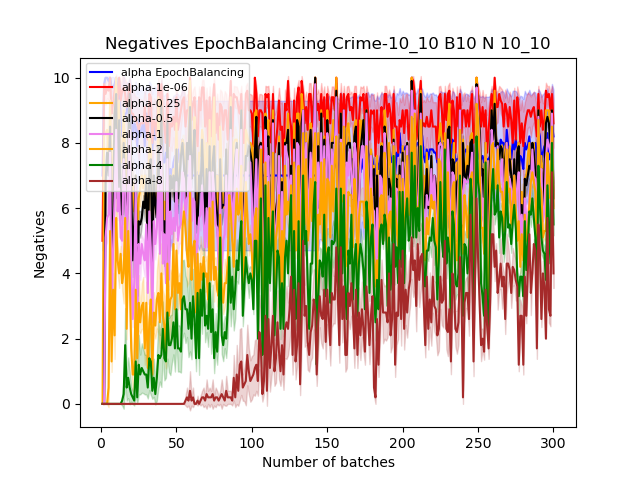 Negatives EpochBalancing Crime-10_10 B10 N 10_10
10
8
6
4
2
0
Negatives
alpha EpochBalancing
alpha-1e-06
alpha-0.25
alpha-0.5
alpha-1
alpha-2
alpha-4
alpha-8
0 50 100 150 200 250 300
Number of batches